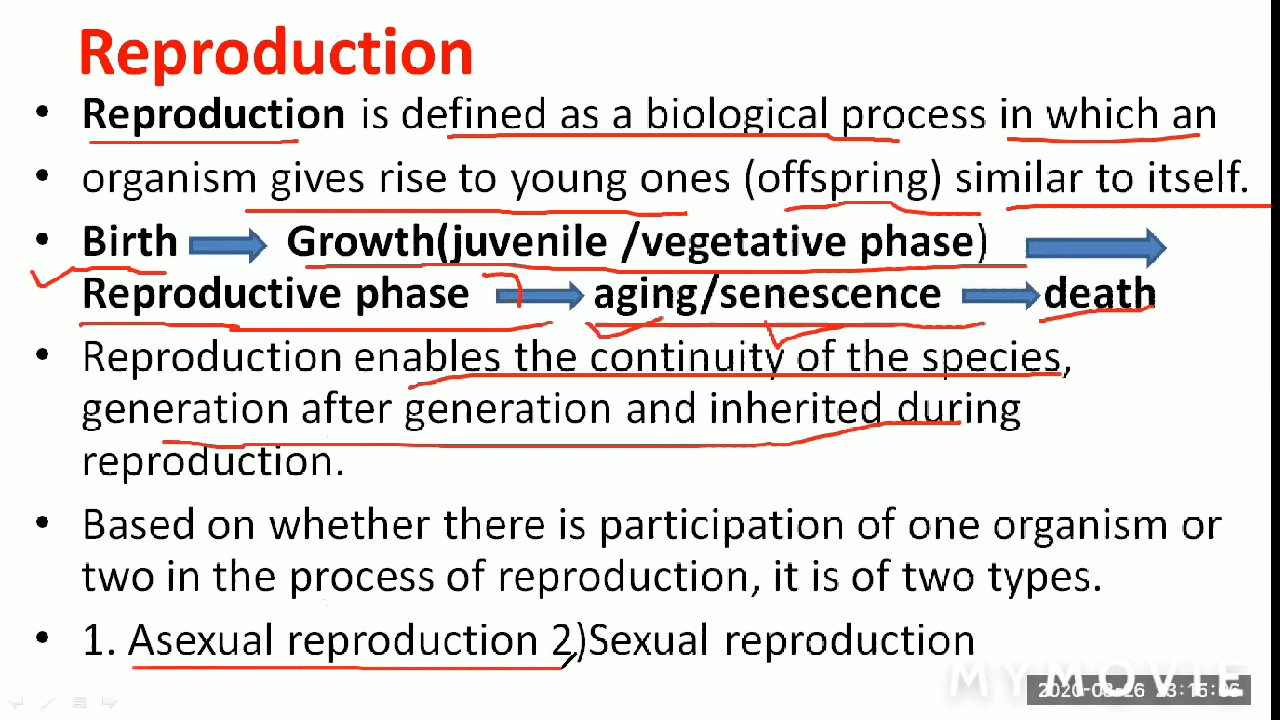 Reproduction
• Reproduction is defined as a biological process in which an
• organism gives rise to young ones (offspring) similar to itself.
• Birth Growth(juvenile /vegetative phase)
Reproductive phase aging/senescence death
• Reproduction enables the continuity of the species,
generation after generation and inherited during
reproduction.
• Based on whether there is participation of one organism or
two in the process of reproduction, it is of two types.
• 1. Asexual reproduction 2)Sexual reproduction
MYMOVIE